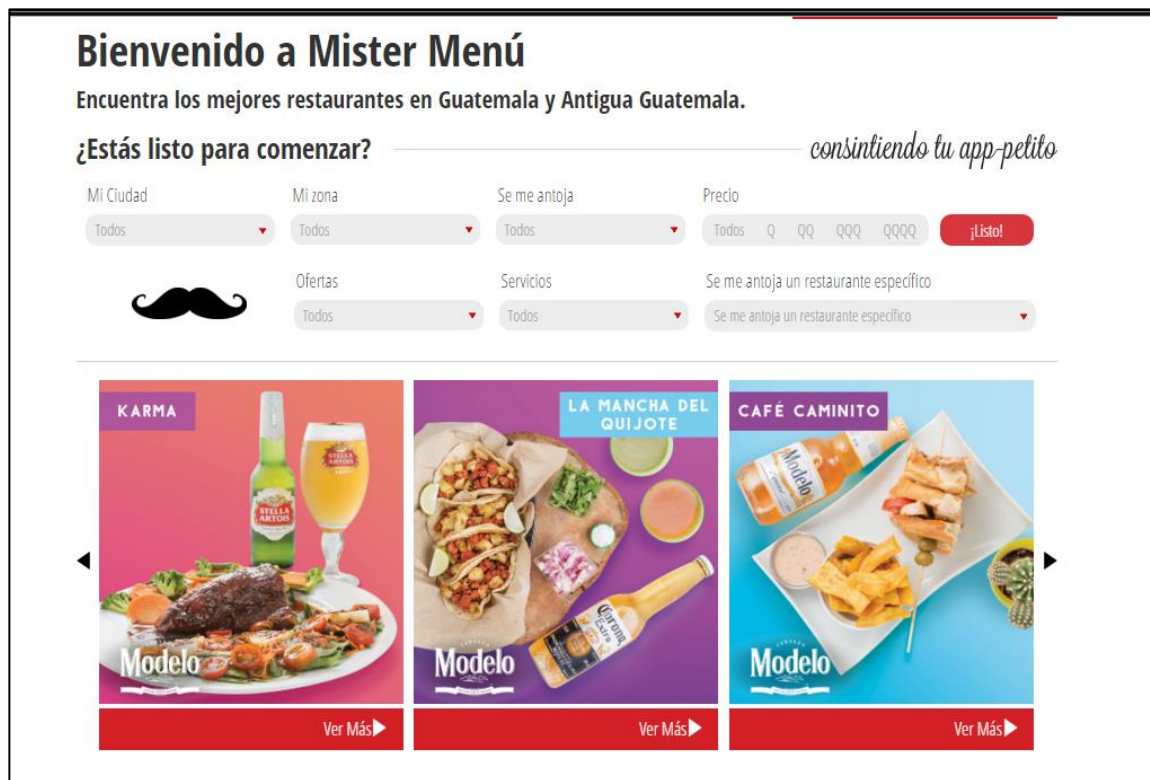 Bienvenido a Mister Menú
Encuentra los mejores restaurantes en Guatemala y Antigua Guatemala.
¿Estás listo para comenzar?
consintiendo tu app-petito
Mi Ciudad
Mi zona
Se me antoja
Precio
Todos
Todos
Todos
Todos Q QQ QQQ QQQQ
¡Listo!
Ofertas
Servicios
Se me antoja un restaurante específico
Todos
Todos
Se me antoja un restaurante específico
KARMA
STELLA
ARTOIS
STELLA
ARTOIS
Modelo
LA MANCHA DEL
QUIJOTE
Corona
Extra
Modelo
CAFÉ CAMINITO
Modelo
Modelo
Ver Más
Ver Más
Ver Más